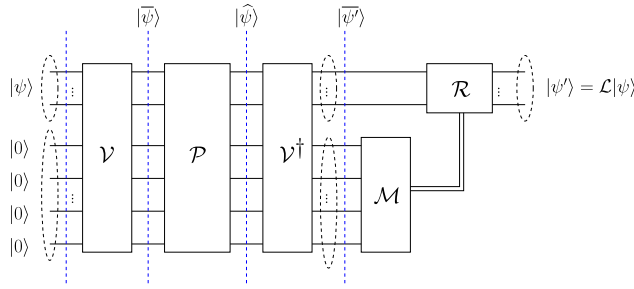 |ψ̅⟩ |ψ̂⟩ |ψ̅′⟩
|ψ⟩ ⋮ ⋮ ℛ ⋮ |ψ′⟩ = ℒ|ψ⟩
|0⟩ 𝒱 𝒫 𝒱†
|0⟩
⋮ ⋮ ℳ
|0⟩
|0⟩